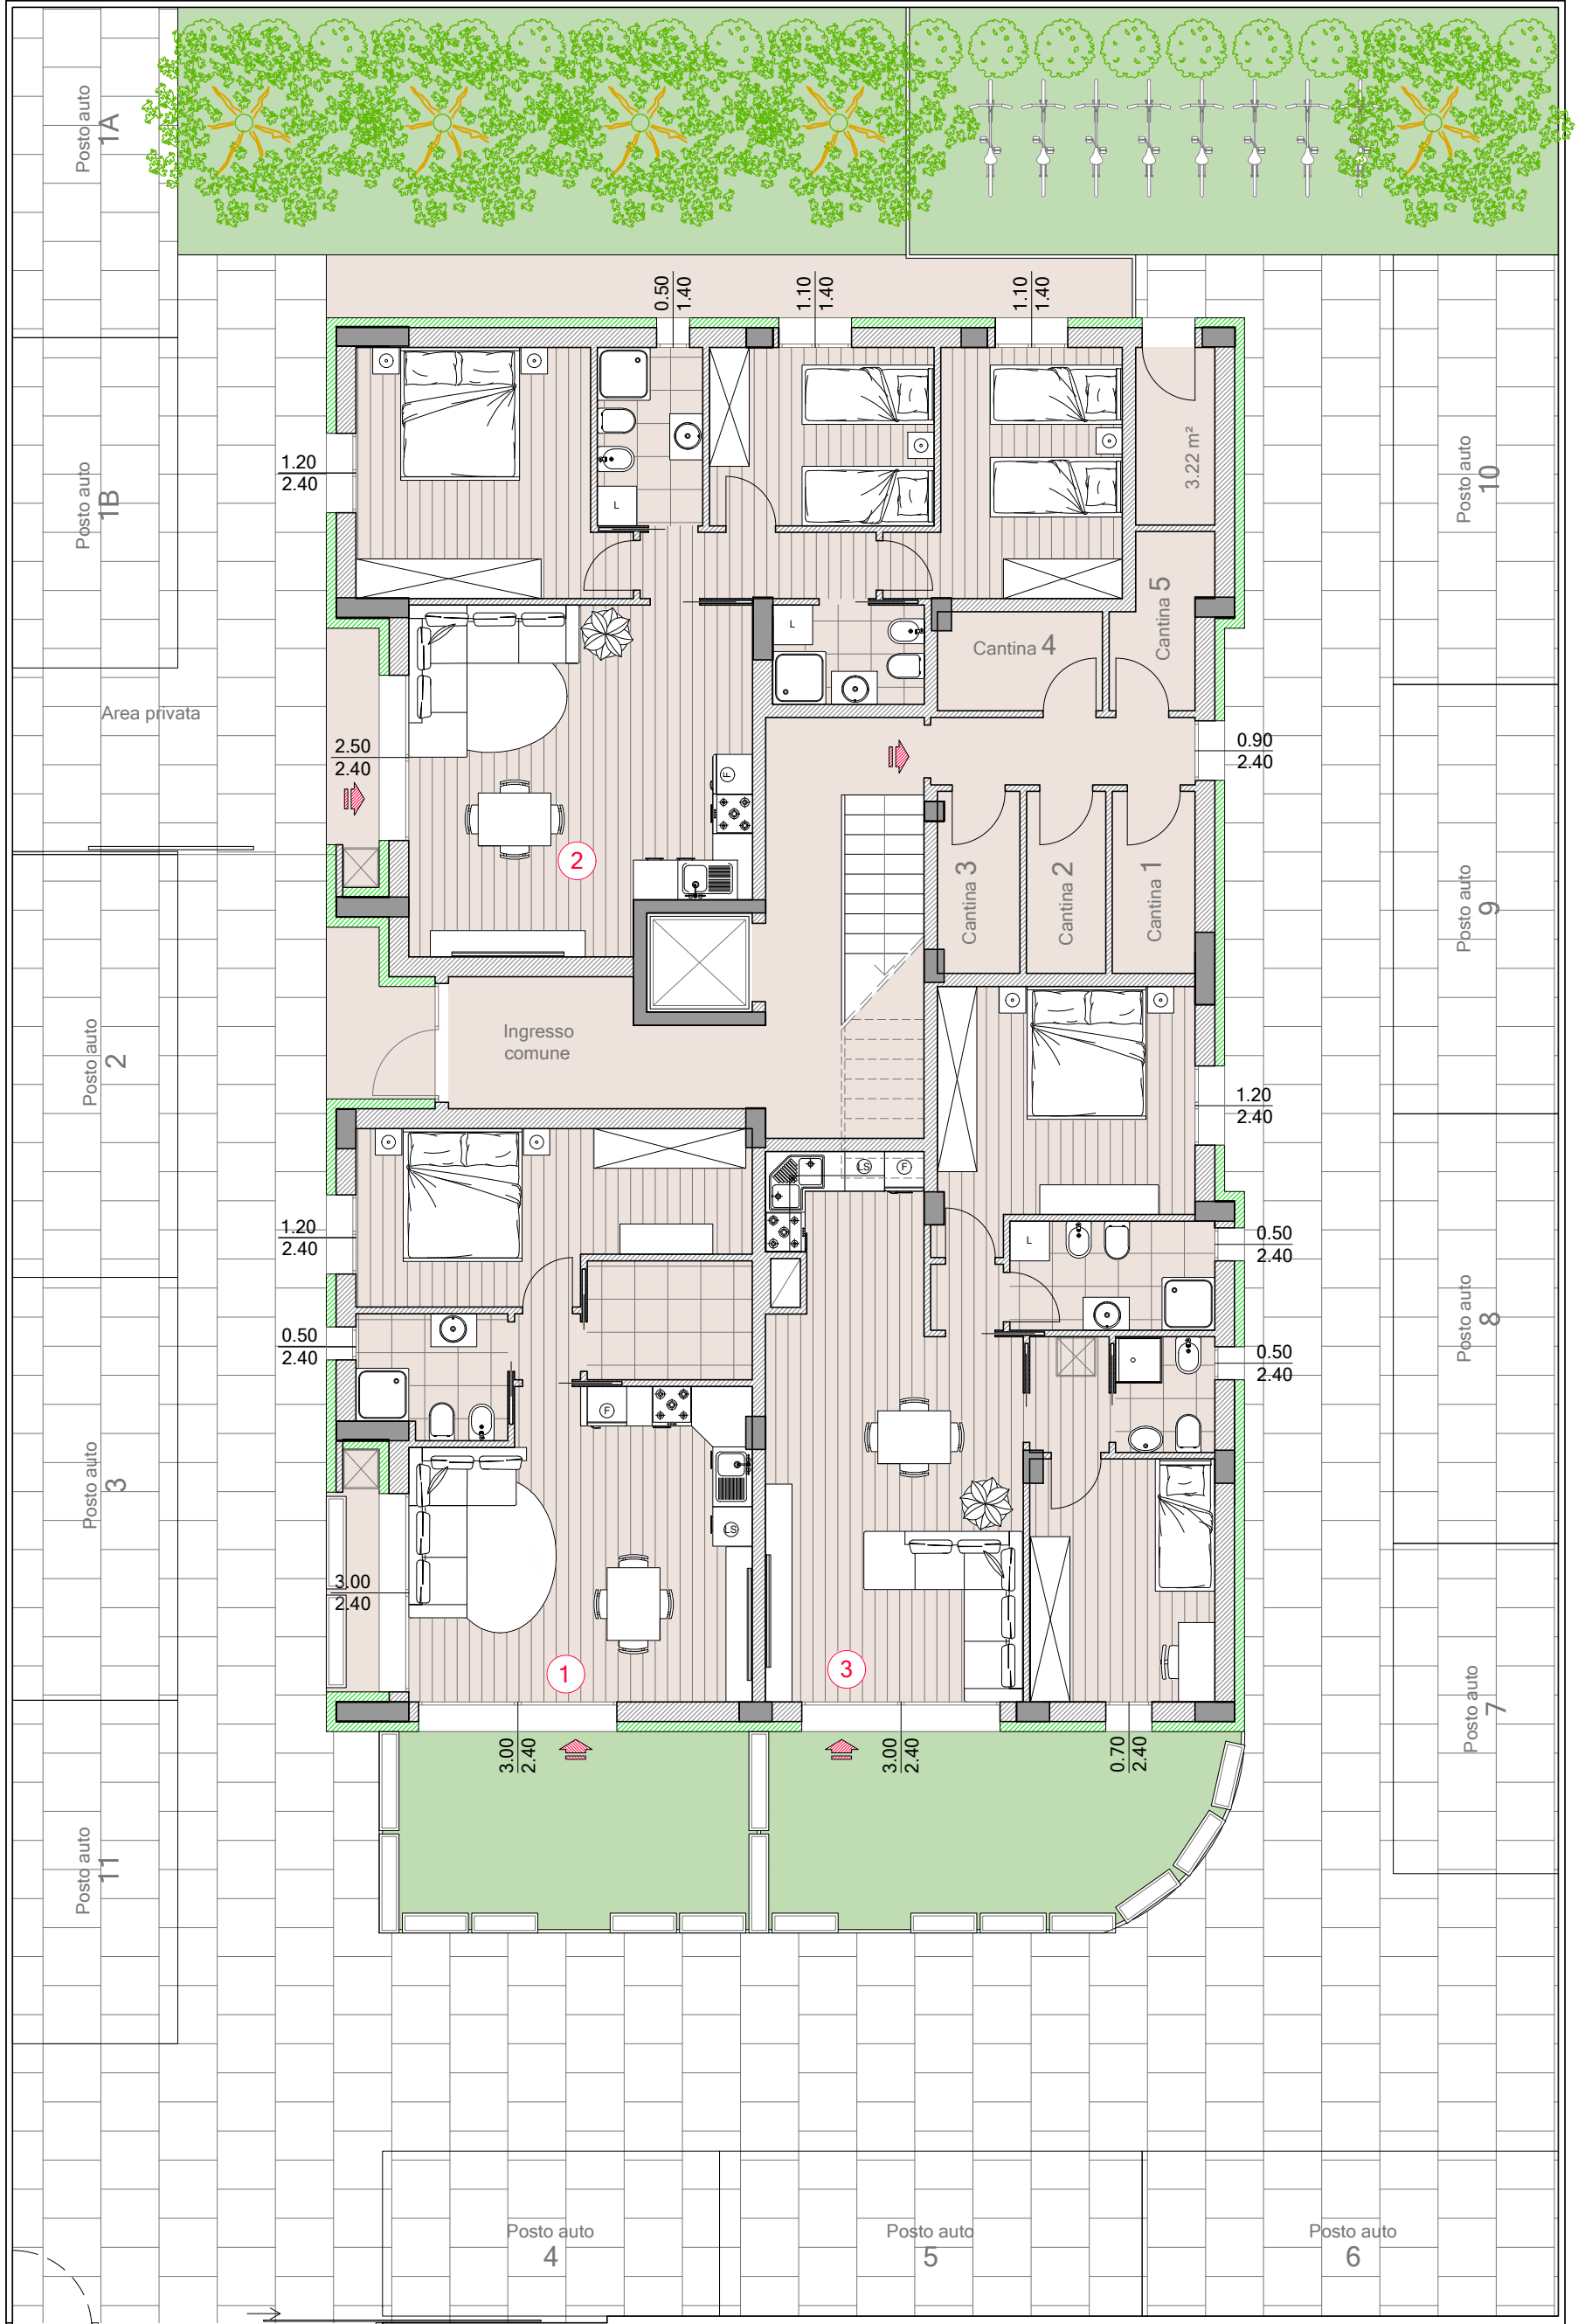 Posto auto
1A
0.50
1.40
1.10
1.40
1.10
1.40
Posto auto
1B
1.20
2.40
L
3.22 m²
Posto auto
10
Cantina 5
L
Cantina 4
Area privata
2.50
2.40
F
0.90
2.40
2
Cantina 3
Cantina 2
Cantina 1
Posto auto
9
Posto auto
2
Ingresso
comune
1.20
2.40
LS
F
1.20
2.40
L
0.50
2.40
Posto auto
8
0.50
2.40
0.50
2.40
F
Posto auto
3
LS
3.00
2.40
1
3
Posto auto
7
3.00
2.40
3.00
2.40
0.70
2.40
Posto auto
11
Posto auto
4
Posto auto
5
Posto auto
6